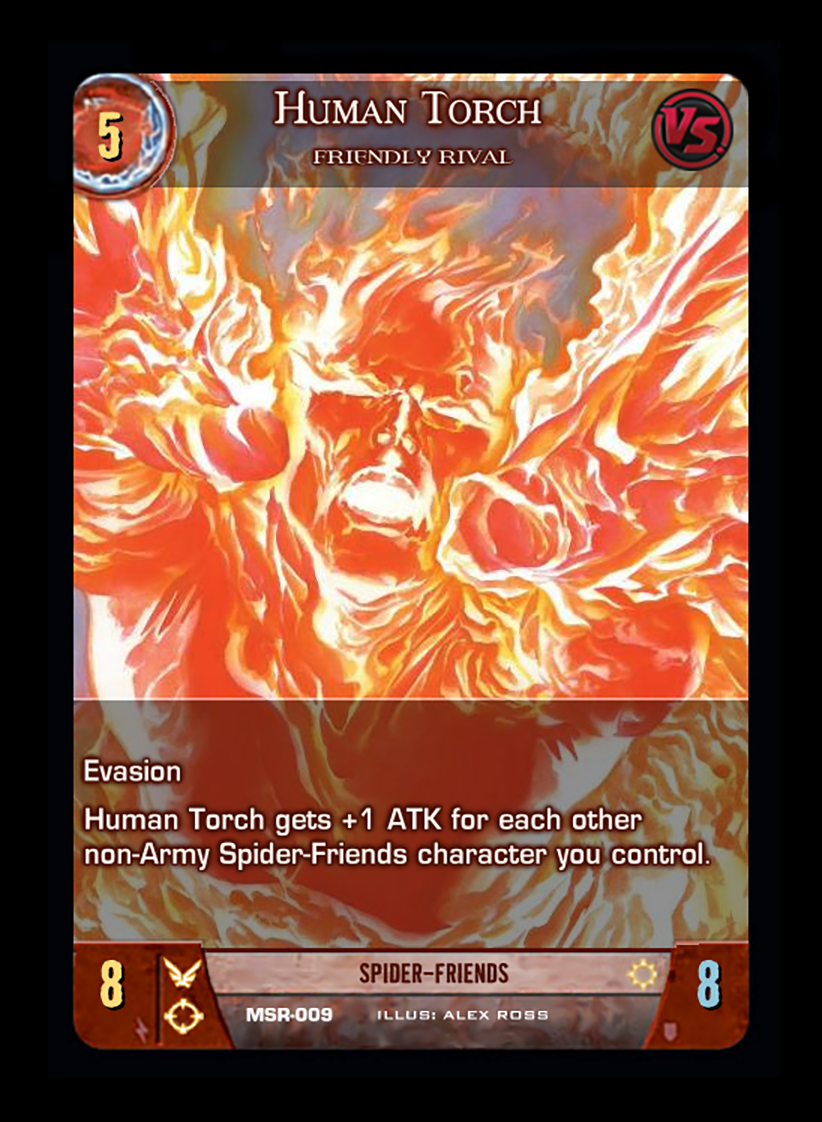 5
Human Torch
VS.
Friendly Rival
Evasion
Human Torch gets +1 ATK for each other
non-Army Spider-Friends character you control.
8
SPIDER-FRIENDS
8
MSR-009 ILLUS: ALEX ROSS